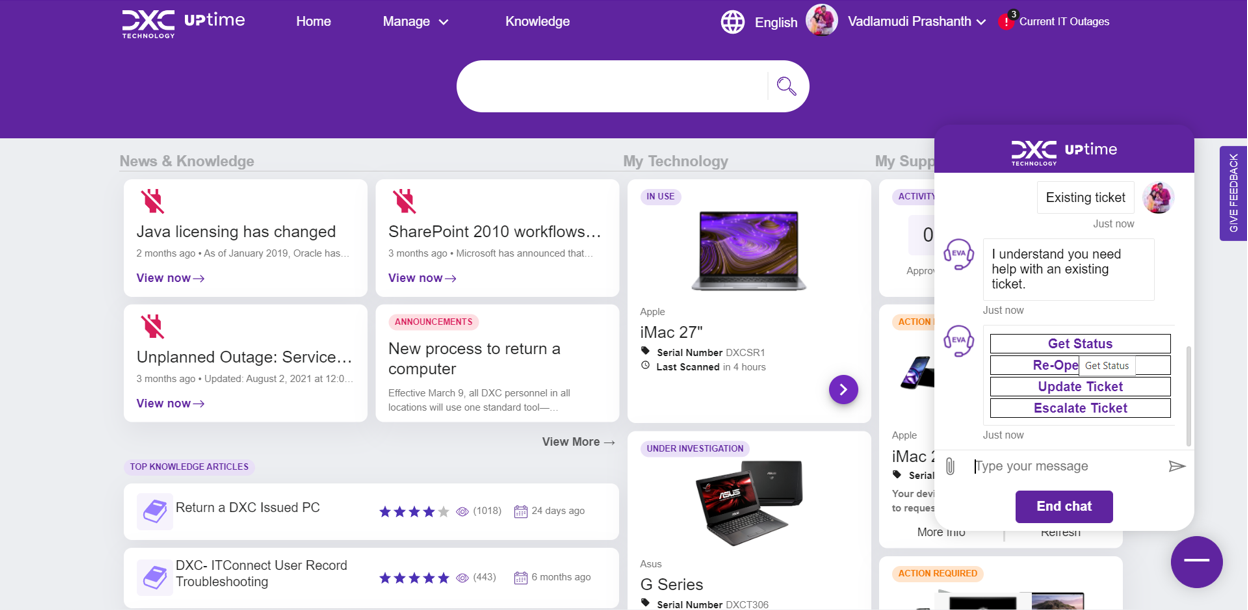 DXC TECHNOLOGY UPtime
Home
Manage
Knowledge
English
Vadlamudi Prashanth
! 3 Current IT Outages
News & Knowledge
Java licensing has changed
2 months ago • As of January 2019, Oracle has…
View now→
SharePoint 2010 workflows…
3 months ago • Microsoft has announced that…
View now→
Unplanned Outage: Service…
3 months ago • Updated: August 2, 2021 at 12:0…
View now→
ANNOUNCEMENTS
New process to return a
computer
Effective March 9, all DXC personnel in all
locations will use one standard tool—…
View More →
TOP KNOWLEDGE ARTICLES
Return a DXC Issued PC
(1018)
24 days ago
DXC- ITConnect User Record
Troubleshooting
(443)
6 months ago
My Technology
IN USE
Apple
iMac 27"
Serial Number DXCSR1
Last Scanned in 4 hours
UNDER INVESTIGATION
ASUS
Asus
G Series
Serial Number DXCT306
My Supp
ACTIVITY
0
Approv
ACTION
Apple
iMac 2
Serial
Your devi
to reques
More Info
Refresh
ACTION REQUIRED
DXC TECHNOLOGY UPtime
Existing ticket
Just now
EVA
I understand you need
help with an existing
ticket.
Just now
EVA
Get Status
Re-Ope
Get Status
Update Ticket
Escalate Ticket
Just now
Type your message
End chat
GIVE FEEDBACK